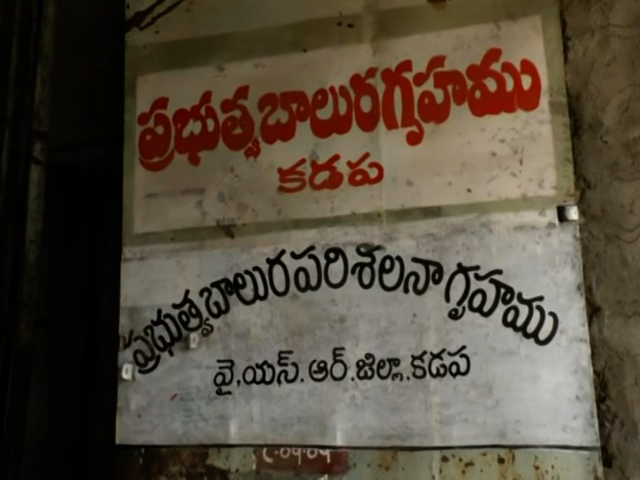 ప్రభుత్వబాలురగృహము
కడప
ప్రభుత్వబాలురపరిశీలనాగృహము
వై.యస్.ఆర్.జిల్లా.కడప